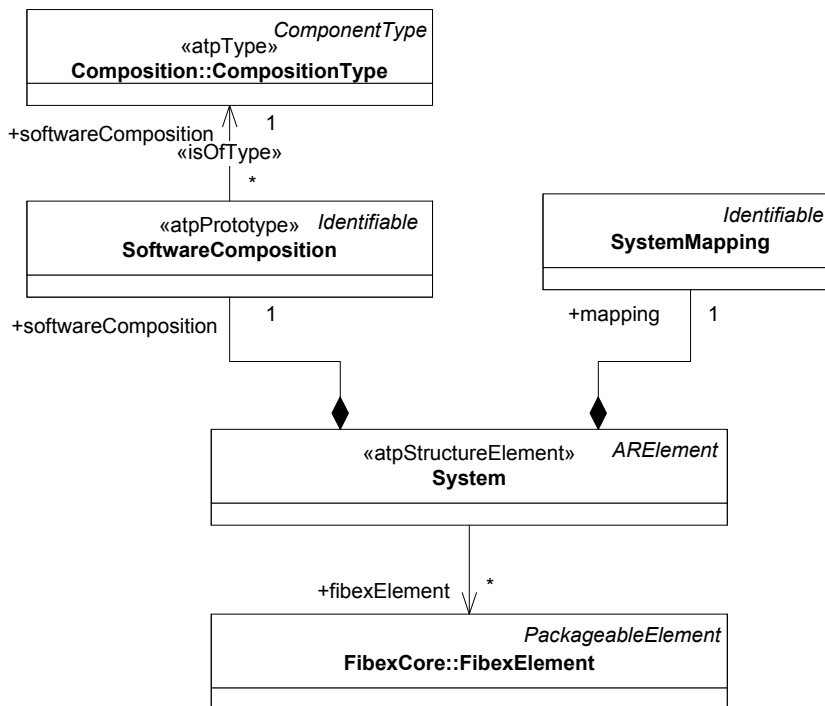 ComponentType
«atpType»
Composition::CompositionType
+softwareComposition
1
«isOfType»
*
«atpPrototype»
Identifiable
SoftwareComposition
Identifiable
SystemMapping
+softwareComposition
1
+mapping
1
«atpStructureElement»
ARElement
System
+fibexElement
*
PackageableElement
FibexCore::FibexElement